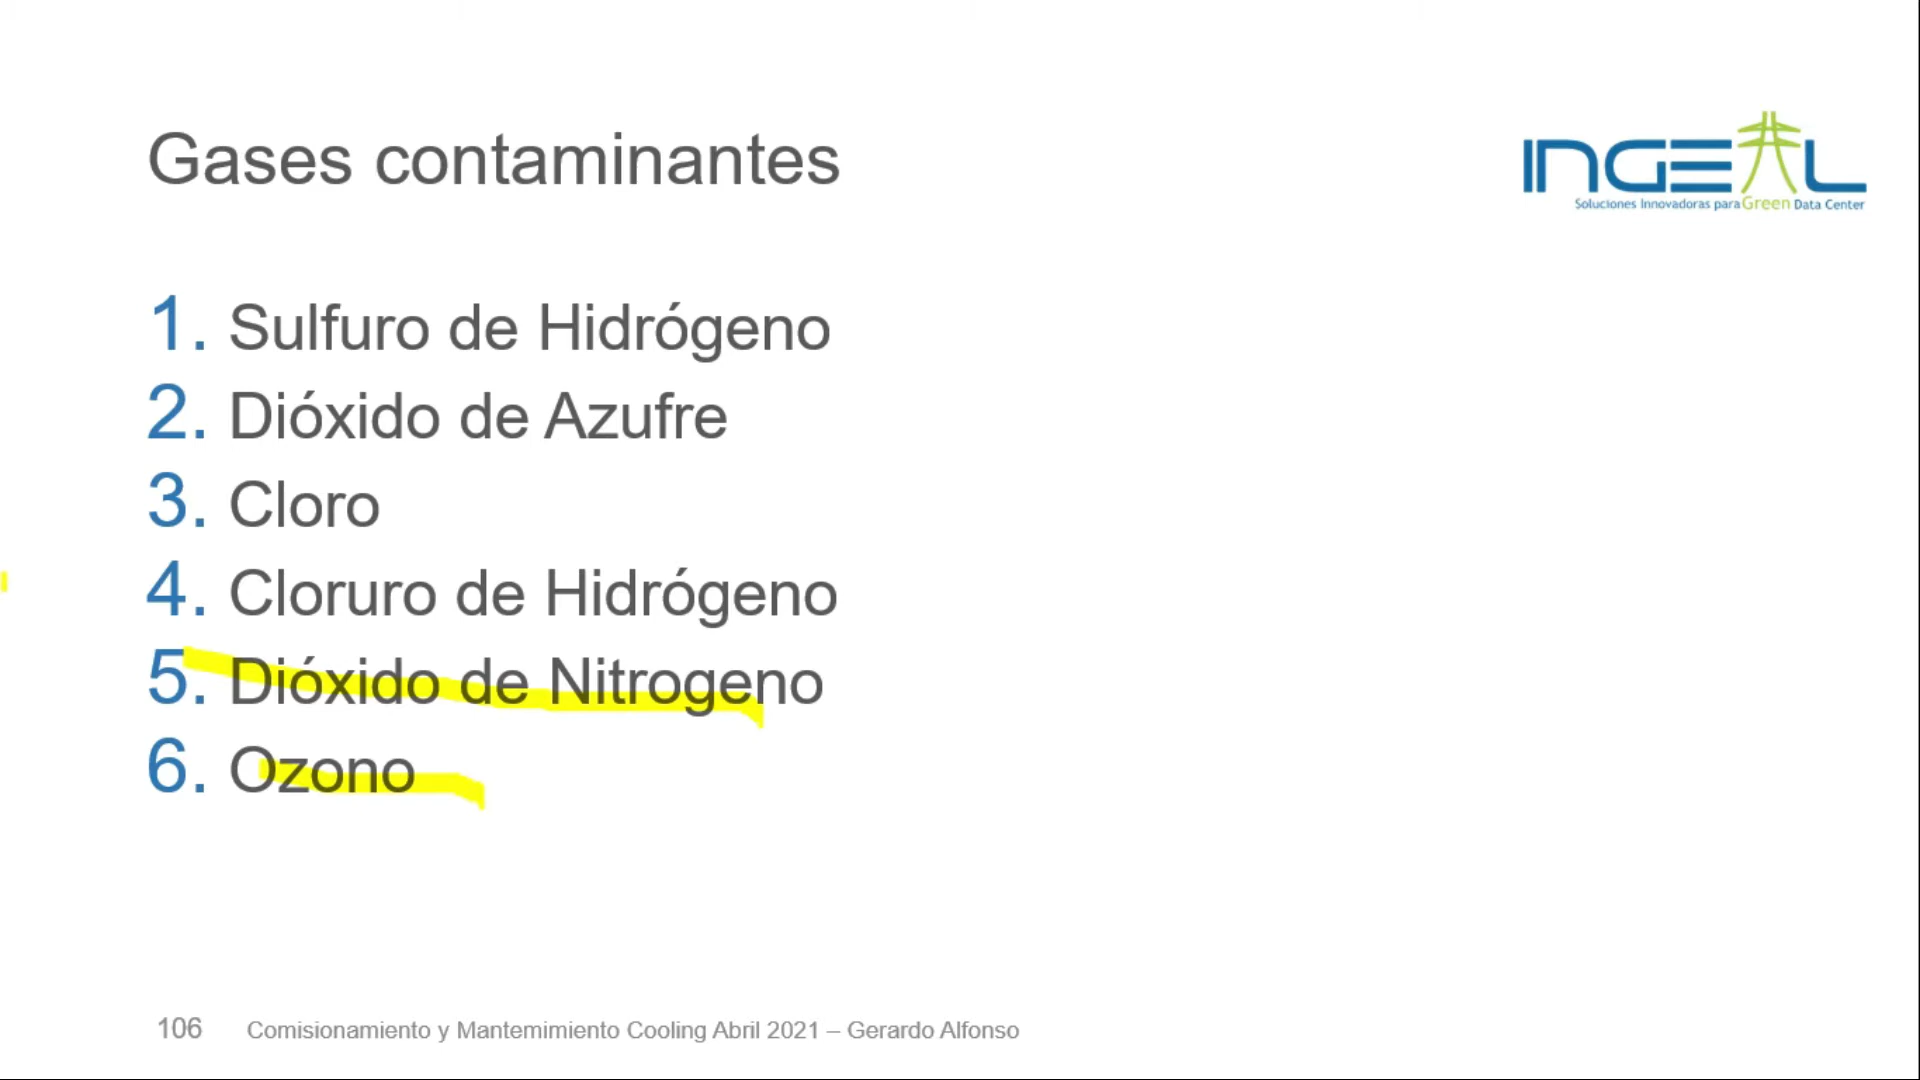 Gases contaminantes
INGEAL
Soluciones Innovadoras para Green Data Center
1. Sulfuro de Hidrógeno
2. Dióxido de Azufre
3. Cloro
4. Cloruro de Hidrógeno
5. Dióxido de Nitrogeno
6. Ozono
106 Comisionamiento y Mantemimiento Cooling Abril 2021 – Gerardo Alfonso